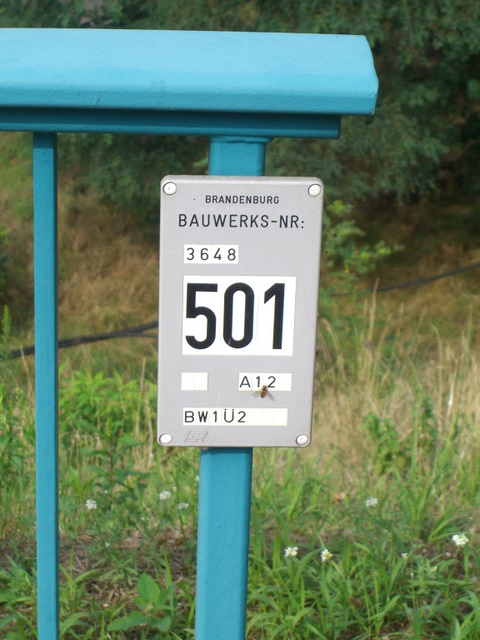 BRANDENBURG
BAUWERKS-NR:
3648
501
A12
BW1Ü2